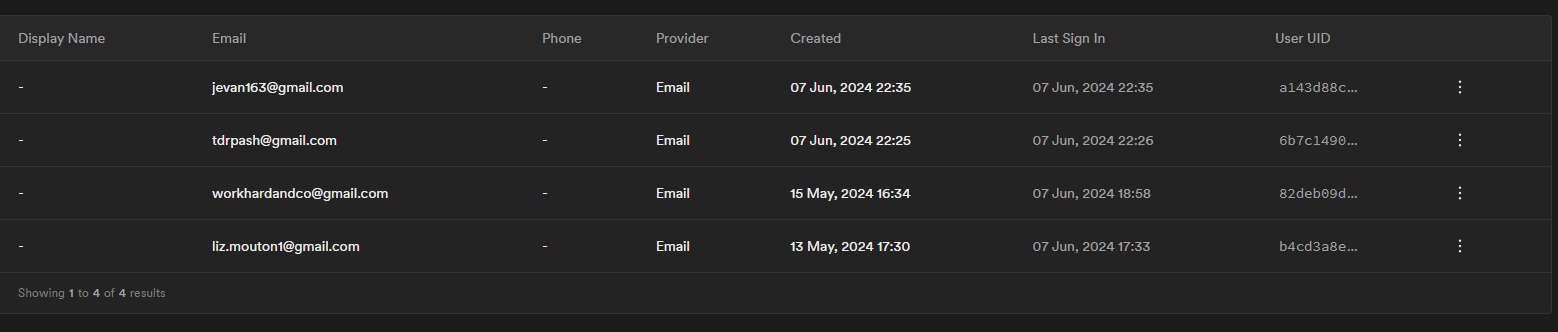 Display Name Email Phone Provider Created Last Sign In User UID
- jevan163@gmail.com - Email 07 Jun, 2024 22:35 07 Jun, 2024 22:35 a143d88c…
- tdrpash@gmail.com - Email 07 Jun, 2024 22:25 07 Jun, 2024 22:26 6b7c1490…
- workhardandco@gmail.com - Email 15 May, 2024 16:34 07 Jun, 2024 18:58 82deb09d…
- liz.mouton1@gmail.com - Email 13 May, 2024 17:30 07 Jun, 2024 17:33 b4cd3a8e…
Showing 1 to 4 of 4 results